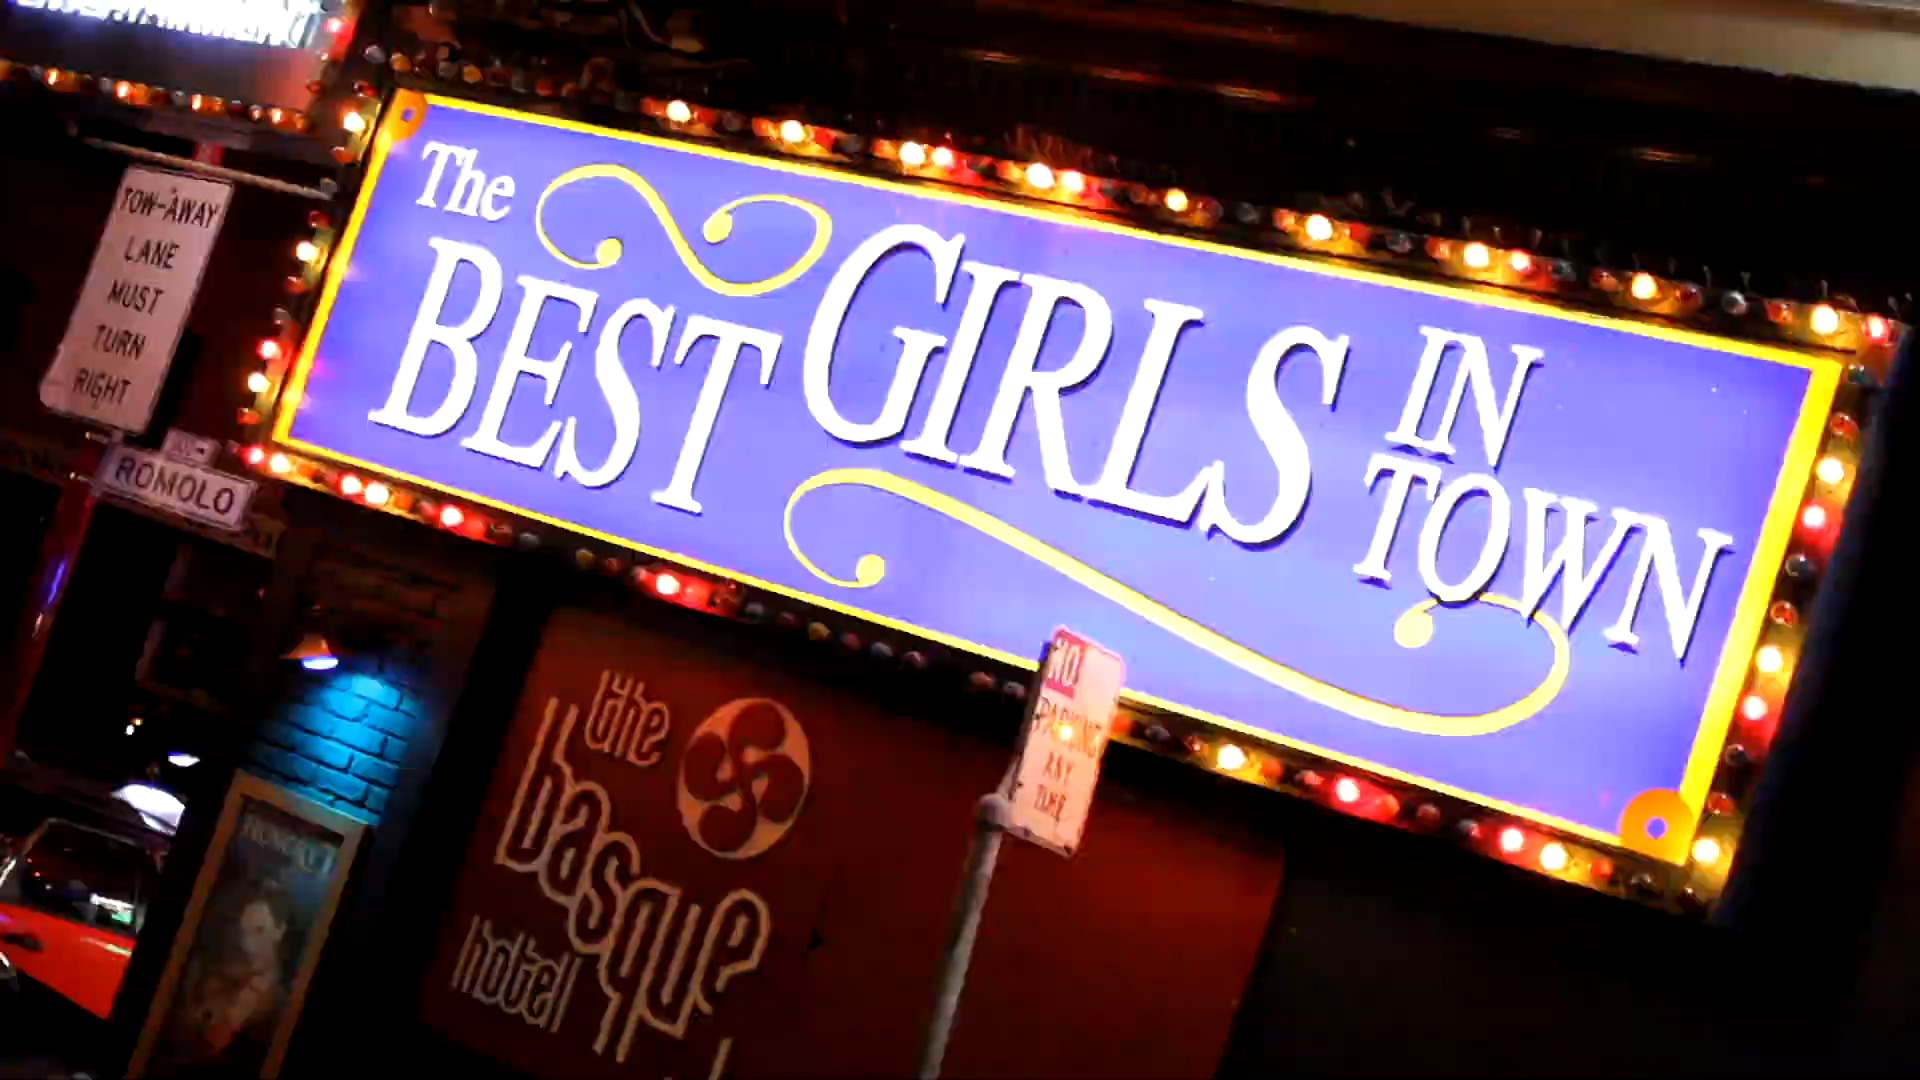 ENTERTAINMENT
TOW-AWAY
LANE
MUST
TURN
RIGHT
ROMOLO
The
BEST GIRLS IN
TOWN
NO
PARKING
ANY
TIME
the
basque
hotel